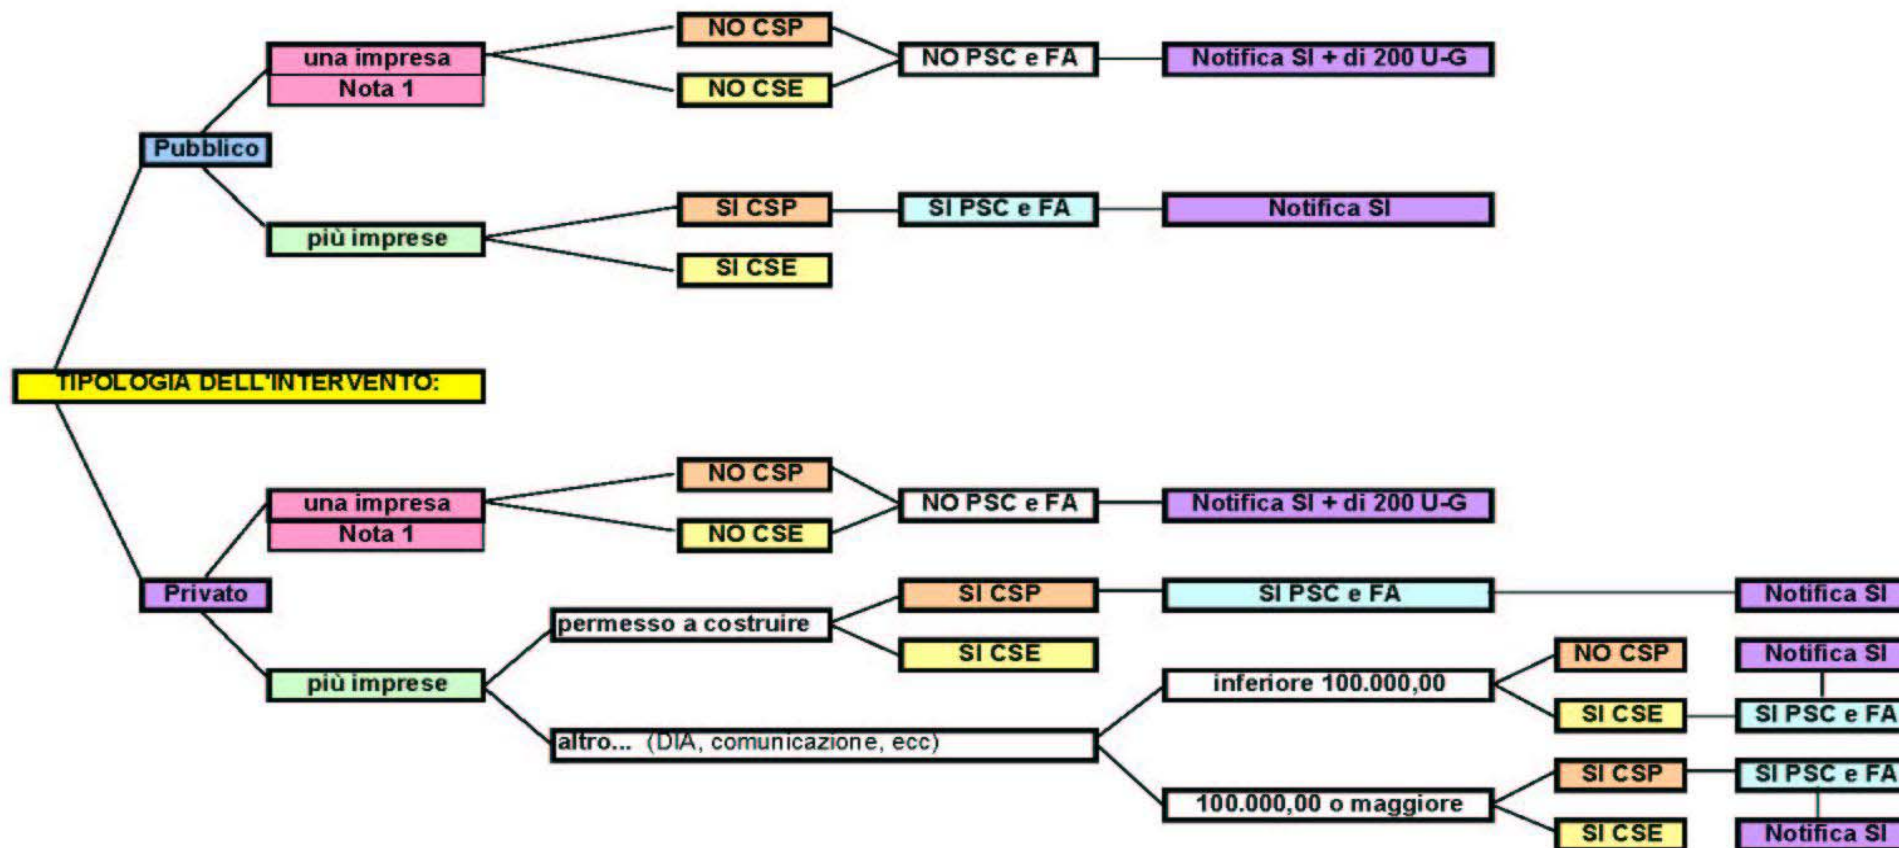 NO CSP
una impresa
NO PSC e FA
Notifica SI + di 200 U-G
Nota 1
NO CSE
Pubblico
SI CSP
SI PSC e FA
Notifica SI
più imprese
SI CSE
TIPOLOGIA DELL'INTERVENTO:
NO CSP
una impresa
NO PSC e FA
Notifica SI + di 200 U-G
Nota 1
NO CSE
Privato
SI CSP
SI PSC e FA
Notifica SI
permesso a costruire
SI CSE
NO CSP
Notifica SI
più imprese
inferiore 100.000,00
SI CSE
SI PSC e FA
altro... (DIA, comunicazione, ecc)
SI CSP
SI PSC e FA
100.000,00 o maggiore
SI CSE
Notifica SI